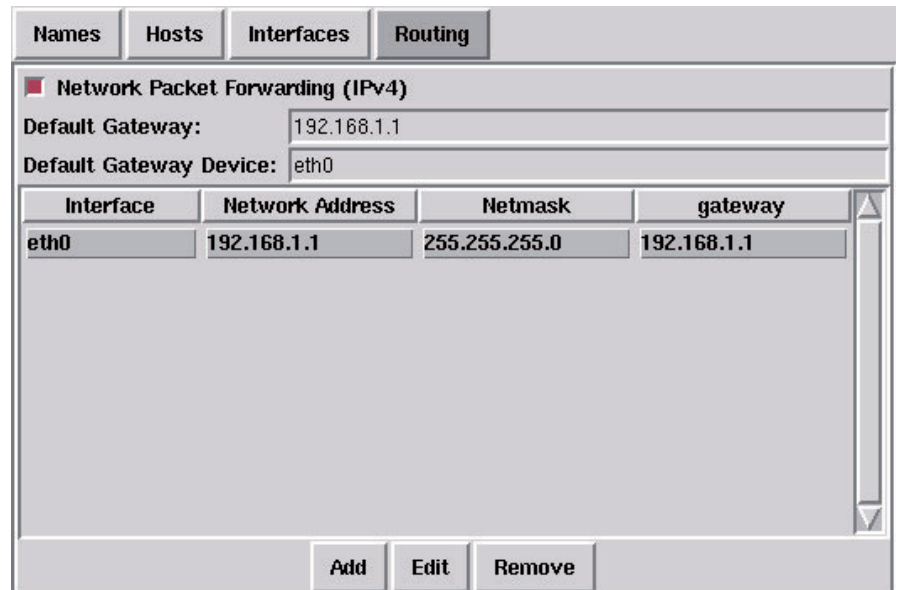 Names Hosts Interfaces Routing
Network Packet Forwarding (IPv4)
Default Gateway: 192.168.1.1
Default Gateway Device: eth0
Interface Network Address Netmask gateway
eth0 192.168.1.1 255.255.255.0 192.168.1.1
Add Edit Remove